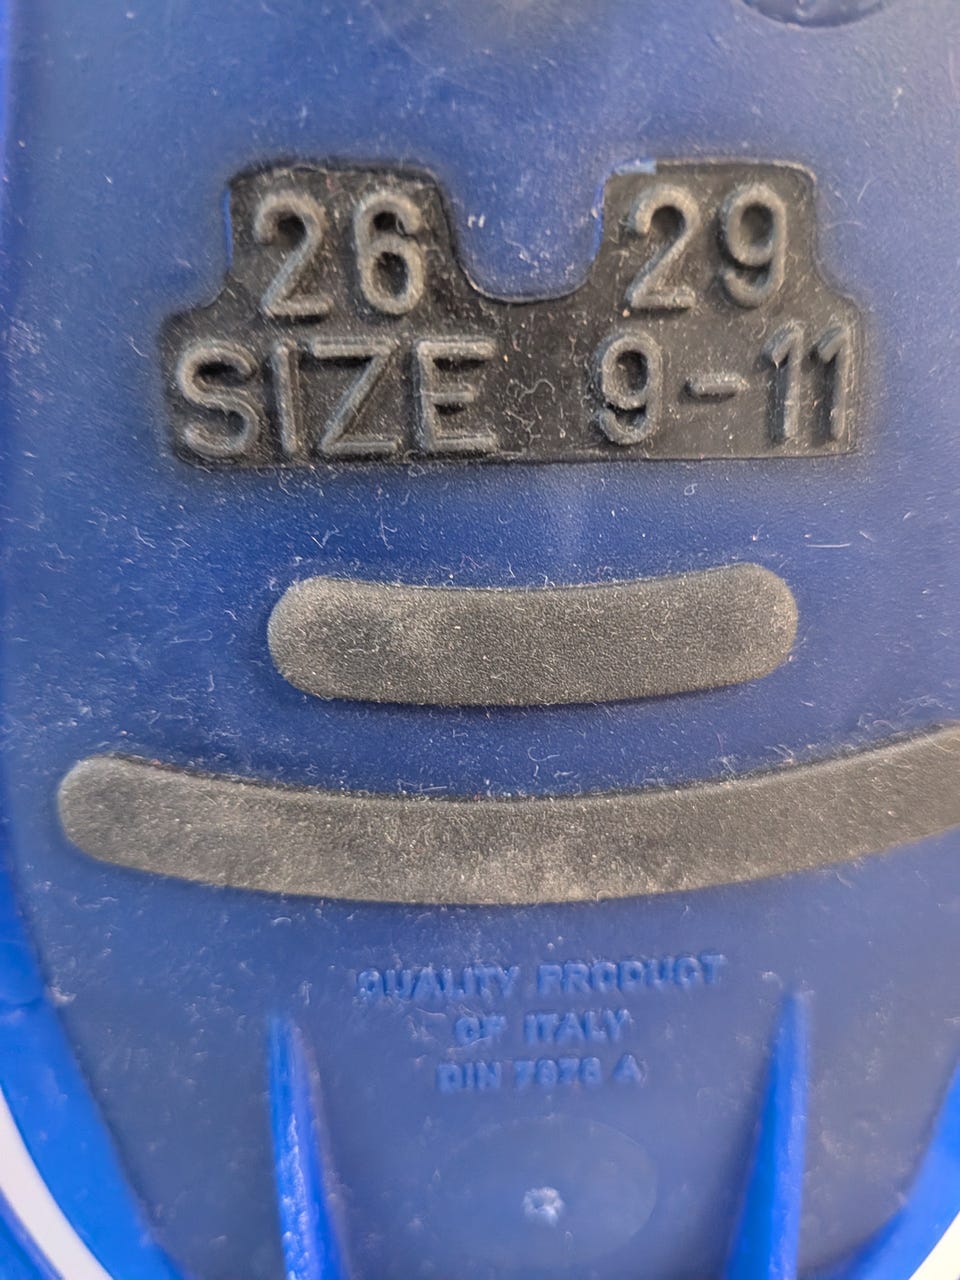 26 29
SIZE 9-11
QUALITY PRODUCT
OF ITALY
DIN 7876 A